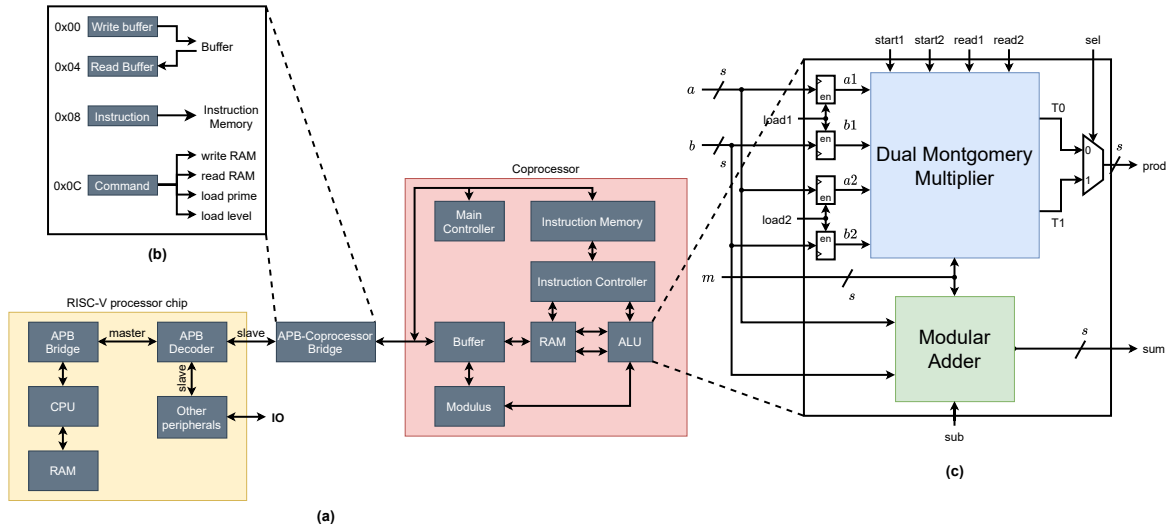 0x00
Write buffer
Buffer
0x04
Read Buffer
0x08
Instruction
Instruction
Memory
0x0C
Command
write RAM
read RAM
load prime
load level
(b)
RISC-V processor chip
APB
Bridge
master
APB
Decoder
slave
slave
CPU
Other
peripherals
IO
RAM
APB-Coprocessor
Bridge
Coprocessor
Main
Controller
Instruction Memory
Instruction Controller
Buffer
RAM
ALU
Modulus
(a)
start1
start2
read1
read2
sel
a
s
en
a1
load1
b
s
en
b1
Dual Montgomery
Multiplier
T0
0
1
s
prod
T1
en
a2
load2
en
b2
m
s
Modular
Adder
s
sum
sub
(c)